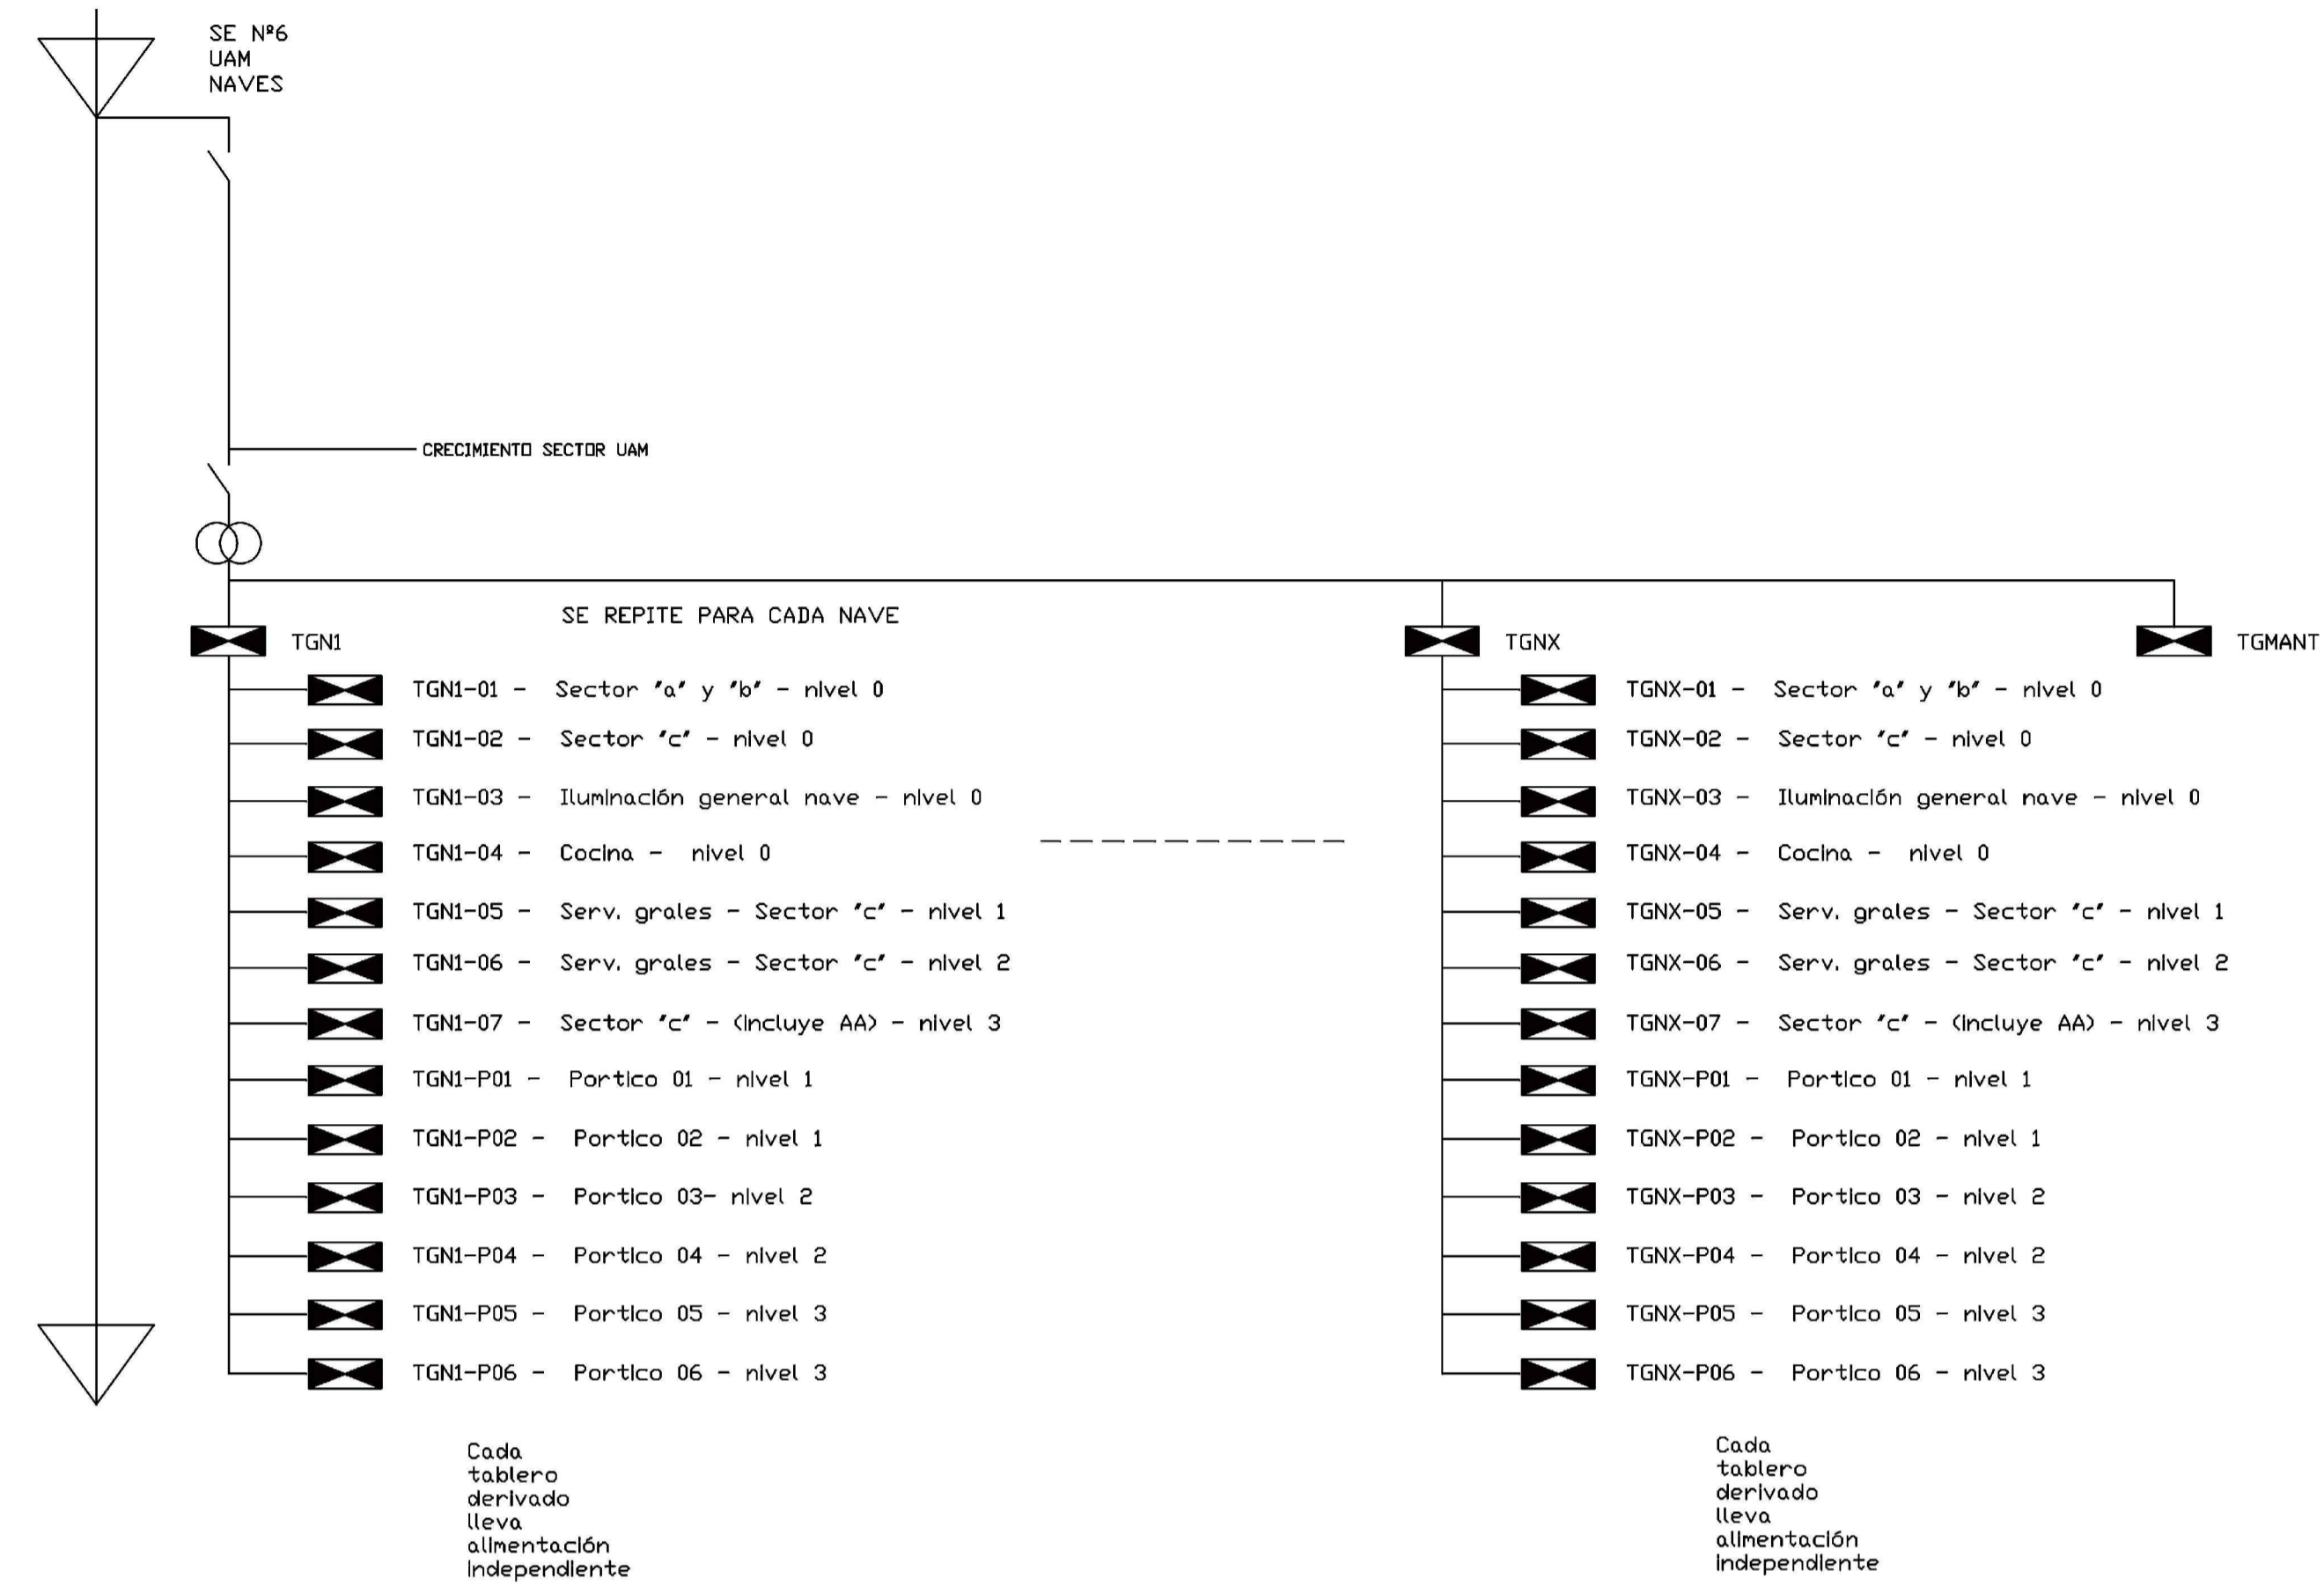 SE Nº6
UAM
NAVES
CRECIMIENTO SECTOR UAM
SE REPITE PARA CADA NAVE
TGN1
TGN1-01 - Sector "a" y "b" - nivel 0
TGN1-02 - Sector "c" - nivel 0
TGN1-03 - Iluminación general nave - nivel 0
TGN1-04 - Cocina - nivel 0
TGN1-05 - Serv. grales - Sector "c" - nivel 1
TGN1-06 - Serv. grales - Sector "c" - nivel 2
TGN1-07 - Sector "c" - (incluye AA) - nivel 3
TGN1-P01 - Portico 01 - nivel 1
TGN1-P02 - Portico 02 - nivel 1
TGN1-P03 - Portico 03- nivel 2
TGN1-P04 - Portico 04 - nivel 2
TGN1-P05 - Portico 05 - nivel 3
TGN1-P06 - Portico 06 - nivel 3
Cada
tablero
derivado
lleva
alimentación
independiente
TGNX
TGNX-01 - Sector "a" y "b" - nivel 0
TGNX-02 - Sector "c" - nivel 0
TGNX-03 - Iluminación general nave - nivel 0
TGNX-04 - Cocina - nivel 0
TGNX-05 - Serv. grales - Sector "c" - nivel 1
TGNX-06 - Serv. grales - Sector "c" - nivel 2
TGNX-07 - Sector "c" - (incluye AA) - nivel 3
TGNX-P01 - Portico 01 - nivel 1
TGNX-P02 - Portico 02 - nivel 1
TGNX-P03 - Portico 03 - nivel 2
TGNX-P04 - Portico 04 - nivel 2
TGNX-P05 - Portico 05 - nivel 3
TGNX-P06 - Portico 06 - nivel 3
Cada
tablero
derivado
lleva
alimentación
independiente
TGMANT